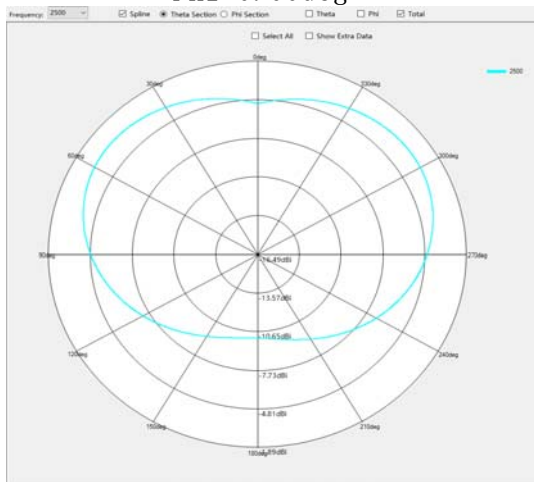 Frequency: 2500 Spline Theta Section Phi Section Theta Phi Total
Select All Show Extra Data
0deg
2500
30deg 330deg
60deg 300deg
-16.49dBi
90deg 270deg
-13.57dBi
-10.65dBi
120deg 240deg
-7.73dBi
-4.81dBi
150deg 210deg
180deg -1.89dBi